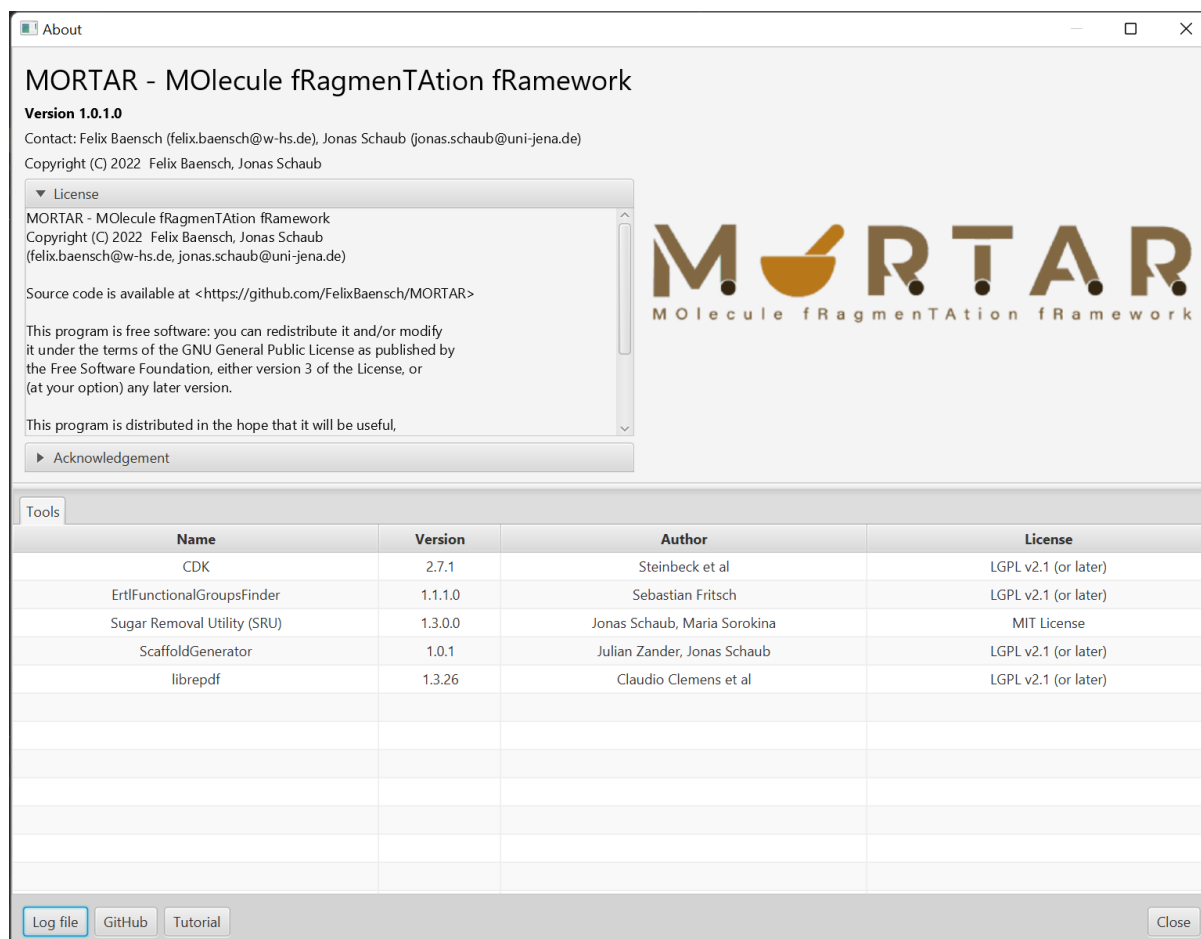 About
MORTAR - MOlecule fRagmenTAtion fRamework
Version 1.0.1.0
Contact: Felix Baensch (felix.baensch@w-hs.de), Jonas Schaub (jonas.schaub@uni-jena.de)
Copyright (C) 2022  Felix Baensch, Jonas Schaub
License
MORTAR - MOlecule fRagmenTAtion fRamework
Copyright (C) 2022  Felix Baensch, Jonas Schaub
(felix.baensch@w-hs.de, jonas.schaub@uni-jena.de)
Source code is available at <https://github.com/FelixBaensch/MORTAR>
This program is free software: you can redistribute it and/or modify
it under the terms of the GNU General Public License as published by
the Free Software Foundation, either version 3 of the License, or
(at your option) any later version.
This program is distributed in the hope that it will be useful,
Acknowledgement
MORTAR
MOlecule fRagmenTAtion fRamework
Tools
Name Version Author License
CDK 2.7.1 Steinbeck et al LGPL v2.1 (or later)
ErtlFunctionalGroupsFinder 1.1.1.0 Sebastian Fritsch LGPL v2.1 (or later)
Sugar Removal Utility (SRU) 1.3.0.0 Jonas Schaub, Maria Sorokina MIT License
ScaffoldGenerator 1.0.1 Julian Zander, Jonas Schaub LGPL v2.1 (or later)
librepdf 1.3.26 Claudio Clemens et al LGPL v2.1 (or later)
Log file GitHub Tutorial Close